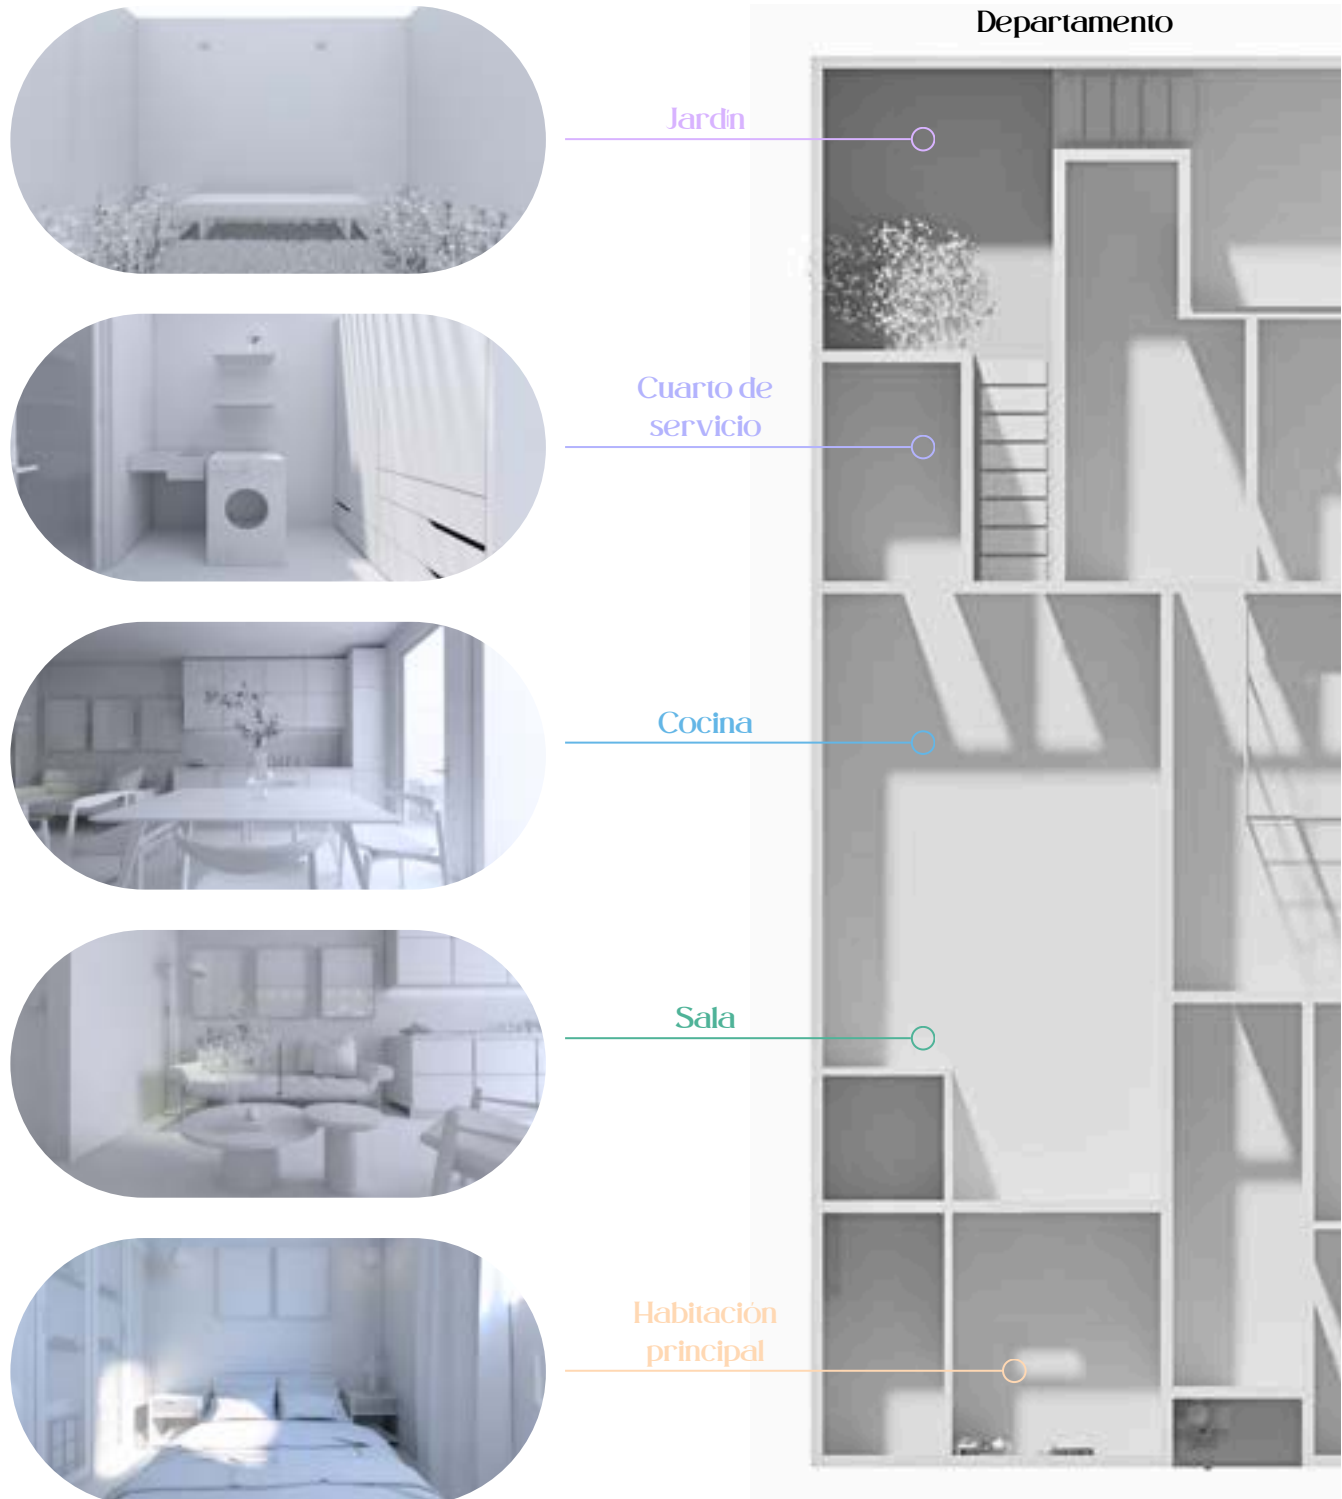 Departamento
Jardín
Cuarto de
servicio
Cocina
Sala
Habitación
principal